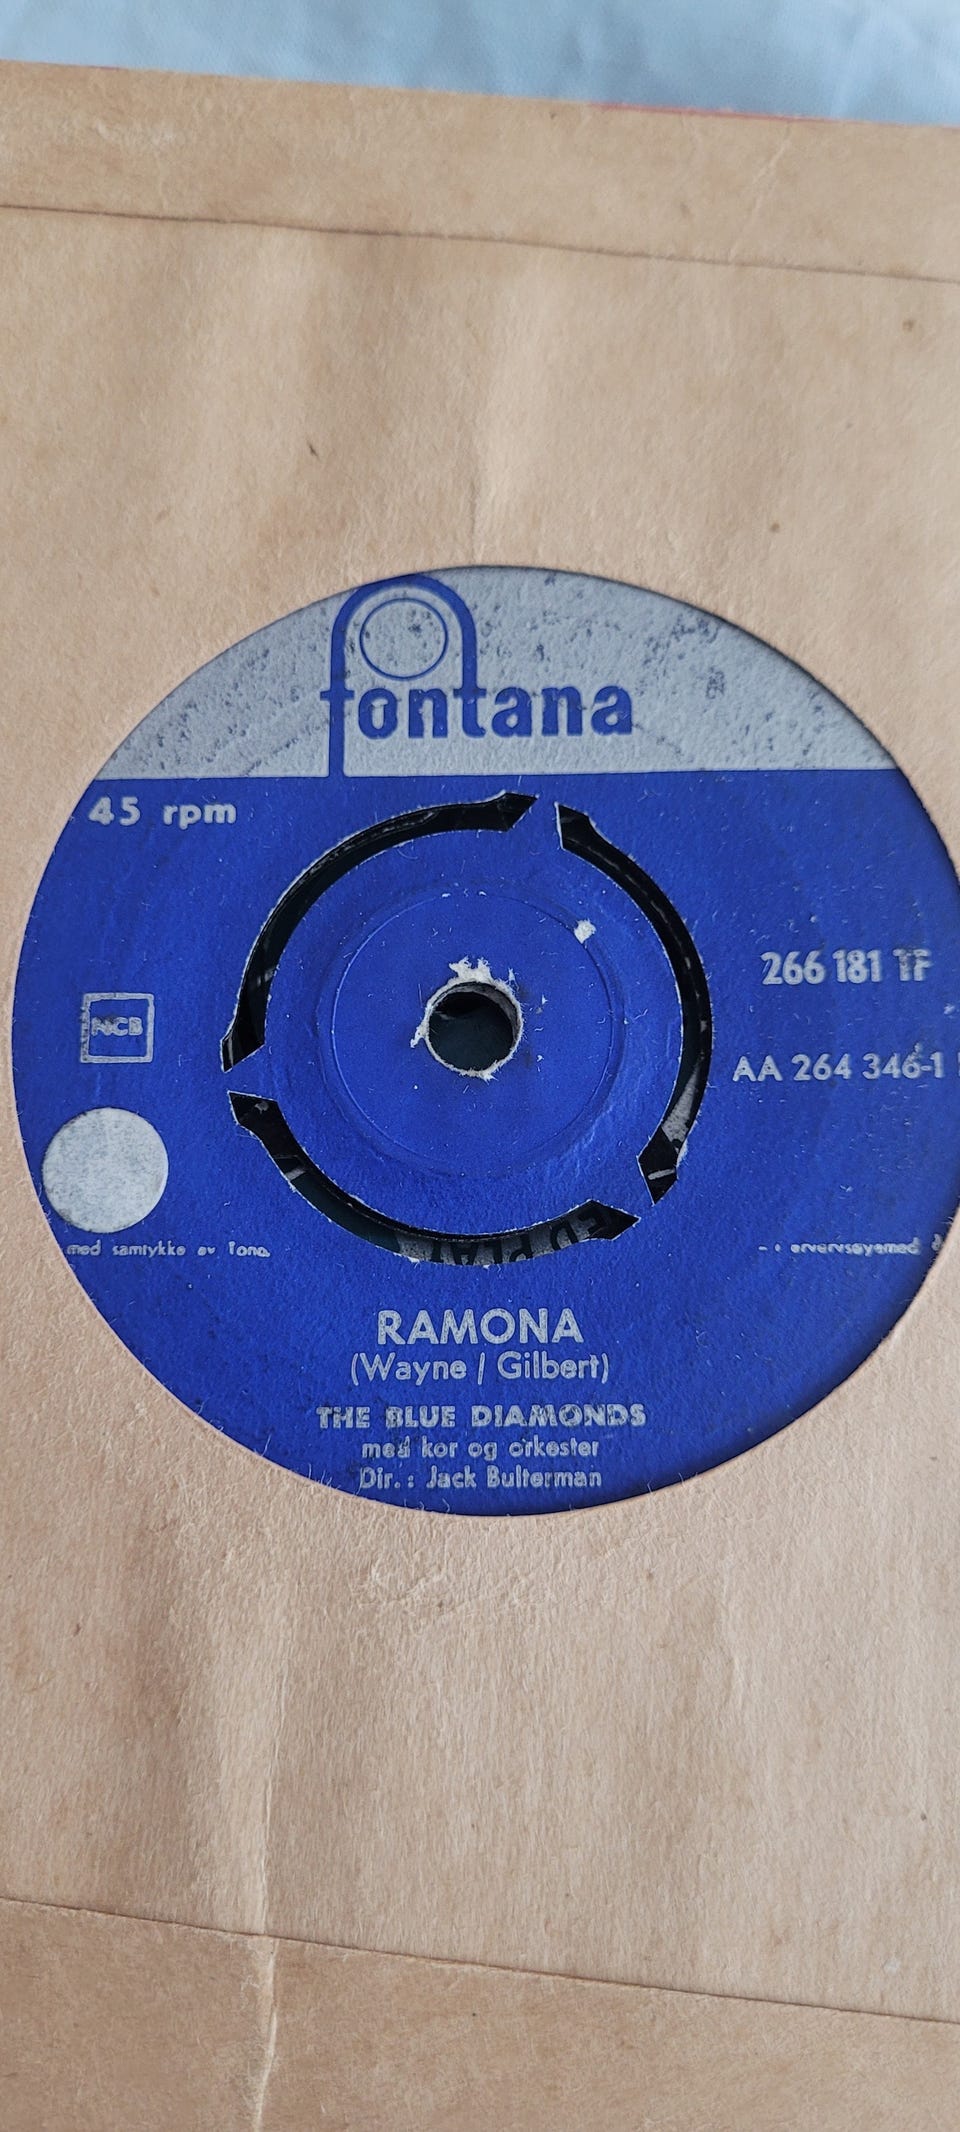 fontana
45 rpm
266 181 TF
NCB
AA 264 346-1
med samtykke av Tono.
RAMONA
(Wayne / Gilbert)
THE BLUE DIAMONDS
med kor og orkester
Dir.: Jack Bulterman